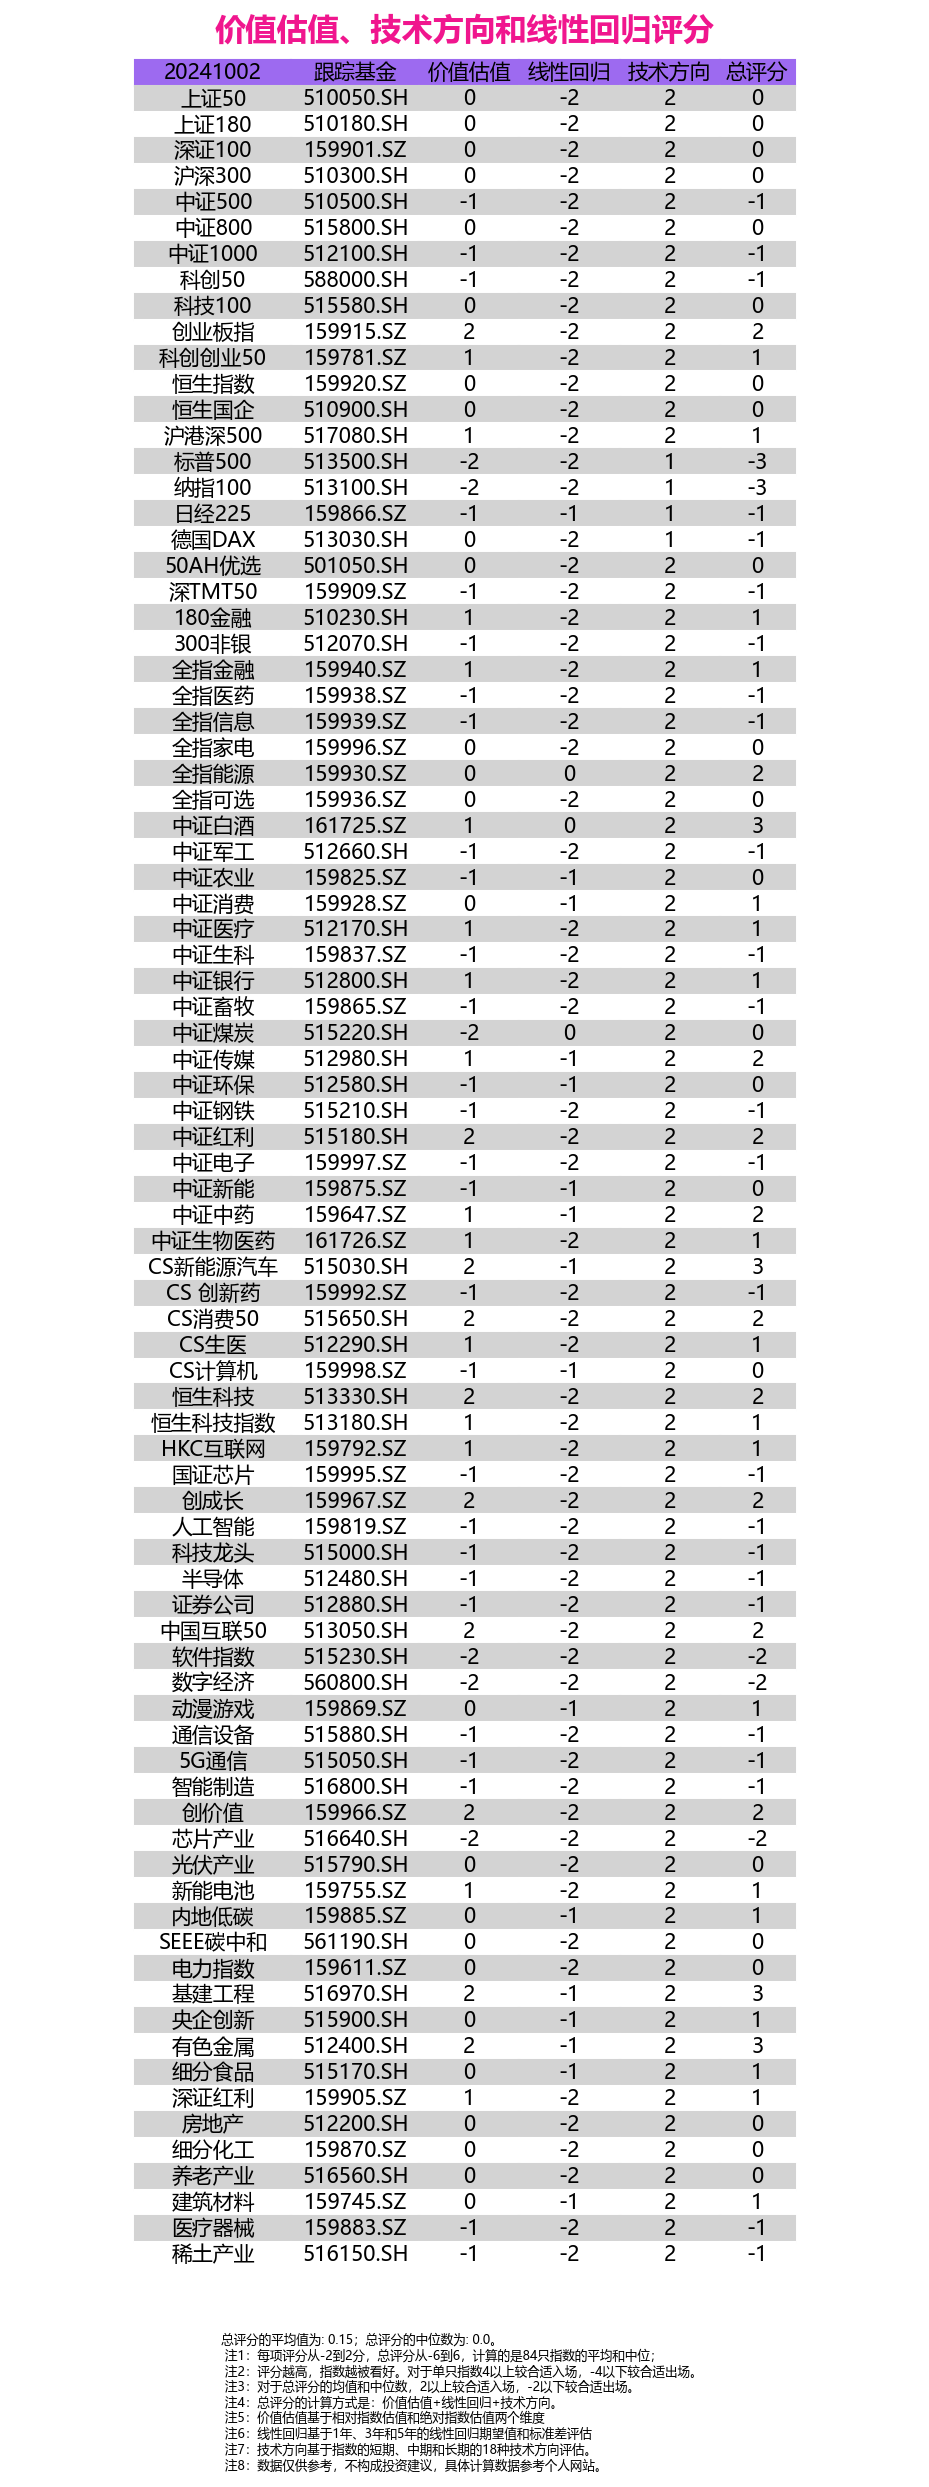 价值估值、技术方向和线性回归评分
20241002 跟踪基金 价值估值 线性回归 技术方向 总评分
上证50 510050.SH 0 -2 2 0
上证180 510180.SH 0 -2 2 0
深证100 159901.SZ 0 -2 2 0
沪深300 510300.SH 0 -2 2 0
中证500 510500.SH -1 -2 2 -1
中证800 515800.SH 0 -2 2 0
中证1000 512100.SH -1 -2 2 -1
科创50 588000.SH -1 -2 2 -1
科技100 515580.SH 0 -2 2 0
创业板指 159915.SZ 2 -2 2 2
科创创业50 159781.SZ 1 -2 2 1
恒生指数 159920.SZ 0 -2 2 0
恒生国企 510900.SH 0 -2 2 0
沪港深500 517080.SH 1 -2 2 1
标普500 513500.SH -2 -2 1 -3
纳指100 513100.SH -2 -2 1 -3
日经225 159866.SZ -1 -1 1 -1
德国DAX 513030.SH 0 -2 1 -1
50AH优选 501050.SH 0 -2 2 0
深TMT50 159909.SZ -1 -2 2 -1
180金融 510230.SH 1 -2 2 1
300非银 512070.SH -1 -2 2 -1
全指金融 159940.SZ 1 -2 2 1
全指医药 159938.SZ -1 -2 2 -1
全指信息 159939.SZ -1 -2 2 -1
全指家电 159996.SZ 0 -2 2 0
全指能源 159930.SZ 0 0 2 2
全指可选 159936.SZ 0 -2 2 0
中证白酒 161725.SZ 1 0 2 3
中证军工 512660.SH -1 -2 2 -1
中证农业 159825.SZ -1 -1 2 0
中证消费 159928.SZ 0 -1 2 1
中证医疗 512170.SH 1 -2 2 1
中证生科 159837.SZ -1 -2 2 -1
中证银行 512800.SH 1 -2 2 1
中证畜牧 159865.SZ -1 -2 2 -1
中证煤炭 515220.SH -2 0 2 0
中证传媒 512980.SH 1 -1 2 2
中证环保 512580.SH -1 -1 2 0
中证钢铁 515210.SH -1 -2 2 -1
中证红利 515180.SH 2 -2 2 2
中证电子 159997.SZ -1 -2 2 -1
中证新能 159875.SZ -1 -1 2 0
中证中药 159647.SZ 1 -1 2 2
中证生物医药 161726.SZ 1 -2 2 1
CS新能源汽车 515030.SH 2 -1 2 3
CS 创新药 159992.SZ -1 -2 2 -1
CS消费50 515650.SH 2 -2 2 2
CS生医 512290.SH 1 -2 2 1
CS计算机 159998.SZ -1 -1 2 0
恒生科技 513330.SH 2 -2 2 2
恒生科技指数 513180.SH 1 -2 2 1
HKC互联网 159792.SZ 1 -2 2 1
国证芯片 159995.SZ -1 -2 2 -1
创成长 159967.SZ 2 -2 2 2
人工智能 159819.SZ -1 -2 2 -1
科技龙头 515000.SH -1 -2 2 -1
半导体 512480.SH -1 -2 2 -1
证券公司 512880.SH -1 -2 2 -1
中国互联50 513050.SH 2 -2 2 2
软件指数 515230.SH -2 -2 2 -2
数字经济 560800.SH -2 -2 2 -2
动漫游戏 159869.SZ 0 -1 2 1
通信设备 515880.SH -1 -2 2 -1
5G通信 515050.SH -1 -2 2 -1
智能制造 516800.SH -1 -2 2 -1
创价值 159966.SZ 2 -2 2 2
芯片产业 516640.SH -2 -2 2 -2
光伏产业 515790.SH 0 -2 2 0
新能电池 159755.SZ 1 -2 2 1
内地低碳 159885.SZ 0 -1 2 1
SEEE碳中和 561190.SH 0 -2 2 0
电力指数 159611.SZ 0 -2 2 0
基建工程 516970.SH 2 -1 2 3
央企创新 515900.SH 0 -1 2 1
有色金属 512400.SH 2 -1 2 3
细分食品 515170.SH 0 -1 2 1
深证红利 159905.SZ 1 -2 2 1
房地产 512200.SH 0 -2 2 0
细分化工 159870.SZ 0 -2 2 0
养老产业 516560.SH 0 -2 2 0
建筑材料 159745.SZ 0 -1 2 1
医疗器械 159883.SZ -1 -2 2 -1
稀土产业 516150.SH -1 -2 2 -1
总评分的平均值为: 0.15；总评分的中位数为: 0.0。
注1：每项评分从-2到2分，总评分从-6到6，计算的是84只指数的平均和中位；
注2：评分越高，指数越被看好。对于单只指数4以上较合适入场，-4以下较合适出场。
注3：对于总评分的均值和中位数，2以上较合适入场，-2以下较合适出场。
注4：总评分的计算方式是：价值估值+线性回归+技术方向。
注5：价值估值基于相对指数估值和绝对指数估值两个维度
注6：线性回归基于1年、3年和5年的线性回归期望值和标准差评估
注7：技术方向基于指数的短期、中期和长期的18种技术方向评估。
注8：数据仅供参考，不构成投资建议，具体计算数据参考个人网站。